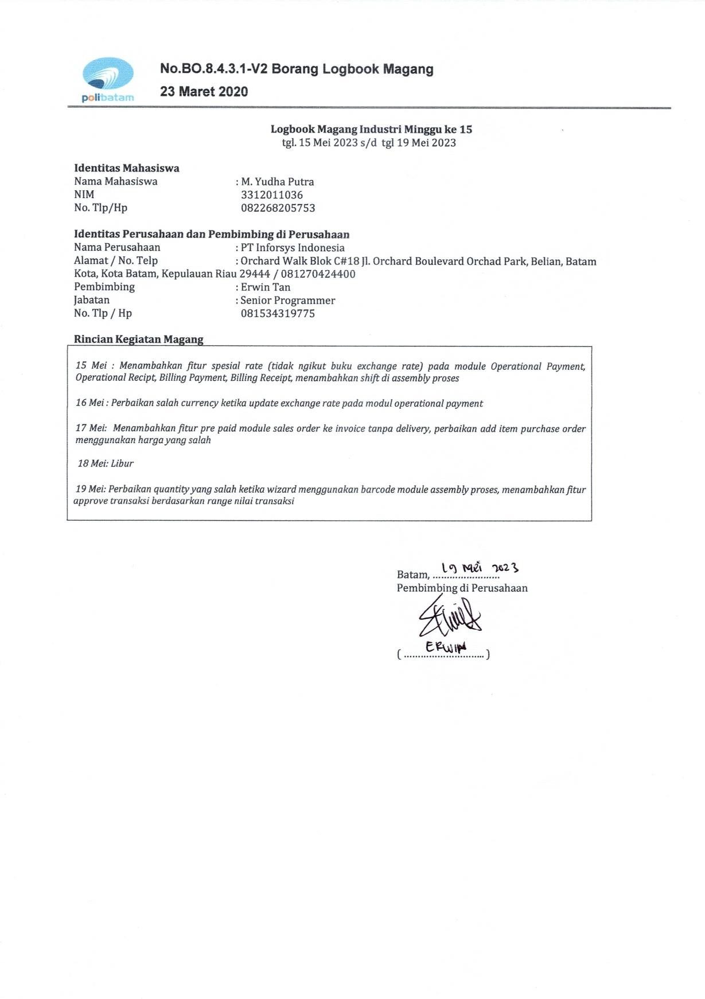 No.BO.8.4.3.1-V2 Borang Logbook Magang
23 Maret 2020
polibatam
Logbook Magang Industri Minggu ke 15
tgl. 15 Mei 2023 s/d tgl 19 Mei 2023
Identitas Mahasiswa
Nama Mahasiswa : M. Yudha Putra
NIM 3312011036
No. Tlp/Hp 082268205753
Identitas Perusahaan dan Pembimbing di Perusahaan
Nama Perusahaan : PT Inforsys Indonesia
Alamat / No. Telp : Orchard Walk Blok C#18 Jl. Orchard Boulevard Orchad Park, Belian, Batam
Kota, Kota Batam, Kepulauan Riau 29444 / 081270424400
Pembimbing : Erwin Tan
Jabatan : Senior Programmer
No. Tlp / Hp 081534319775
Rincian Kegiatan Magang
15 Mei : Menambahkan fitur spesial rate (tidak ngikut buku exchange rate) pada module Operational Payment,
Operational Recipt, Billing Payment, Billing Receipt, menambahkan shift di assembly proses
16 Mei : Perbaikan salah currency ketika update exchange rate pada modul operational payment
17 Mei: Menambahkan fitur pre paid module sales order ke invoice tanpa delivery, perbaikan add item purchase order
menggunakan harga yang salah
18 Mei: Libur
19 Mei: Perbaikan quantity yang salah ketika wizard menggunakan barcode module assembly proses, menambahkan fitur
approve transaksi berdasarkan range nilai transaksi
Batam, 19 Mei 2023
Pembimbing di Perusahaan
( ERWIN )